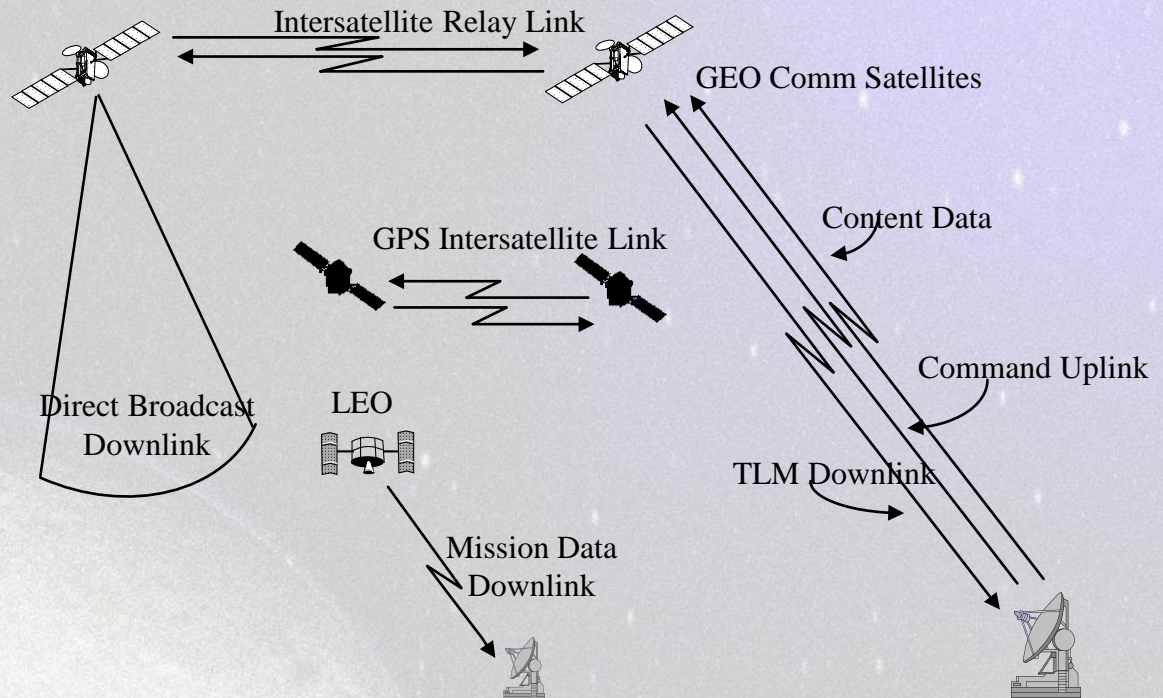 Intersatellite Relay Link
GEO Comm Satellites
Content Data
GPS Intersatellite Link
Command Uplink
Direct Broadcast
Downlink
LEO
TLM Downlink
Mission Data
Downlink